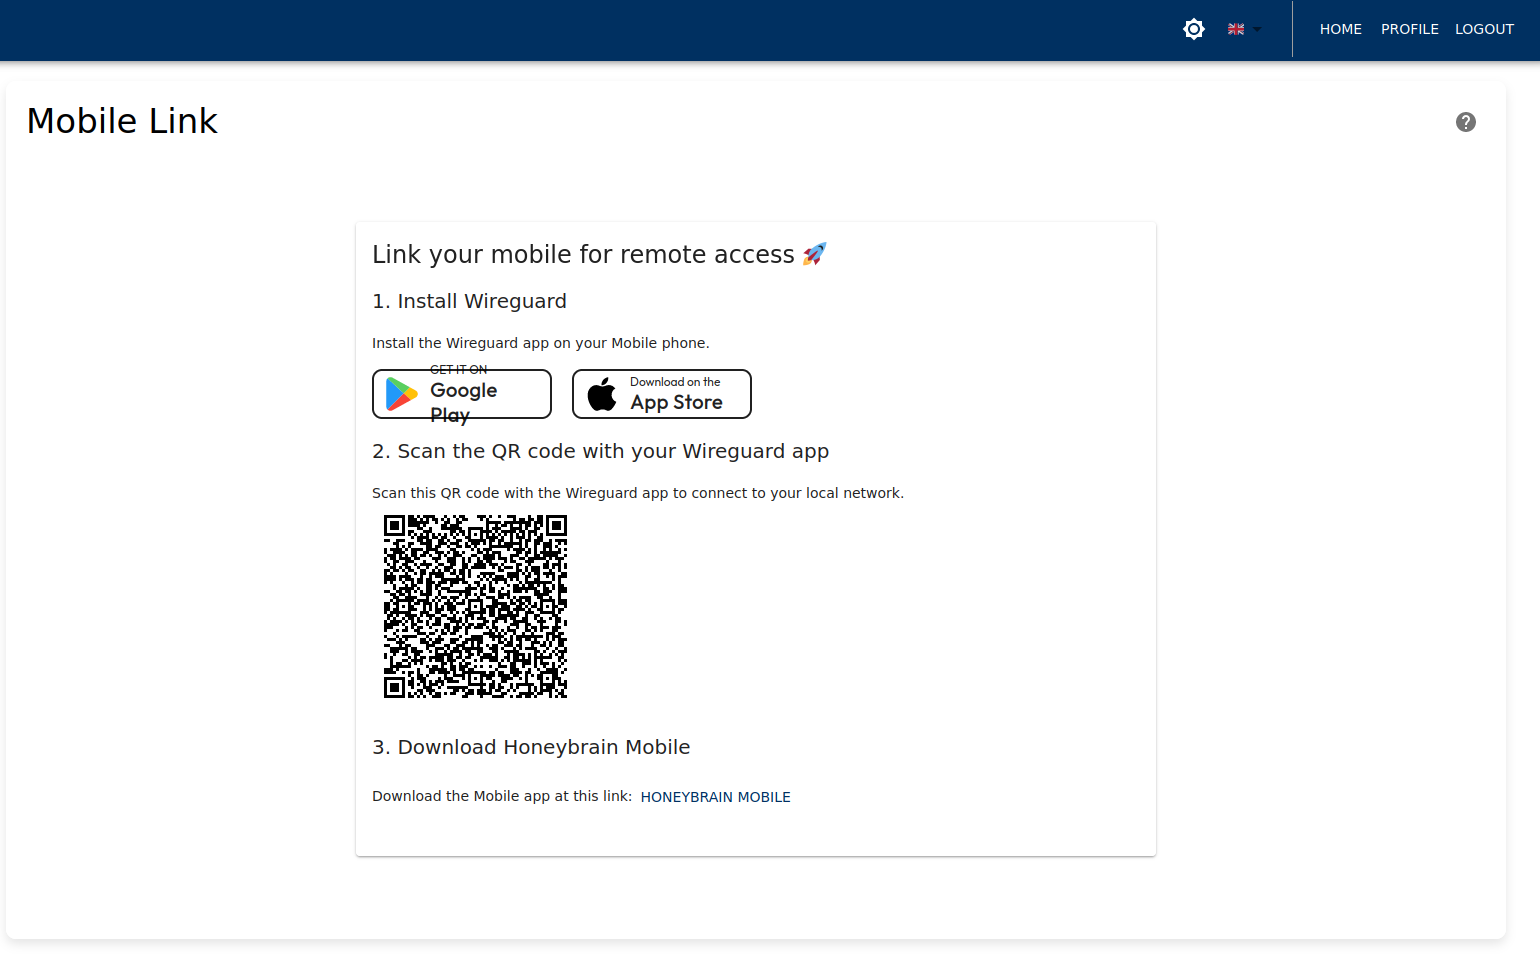 HOME PROFILE LOGOUT
Mobile Link
Link your mobile for remote access 🚀
1. Install Wireguard
Install the Wireguard app on your Mobile phone.
GET IT ON
Google
Play
Download on the
App Store
2. Scan the QR code with your Wireguard app
Scan this QR code with the Wireguard app to connect to your local network.
3. Download Honeybrain Mobile
Download the Mobile app at this link: HONEYBRAIN MOBILE